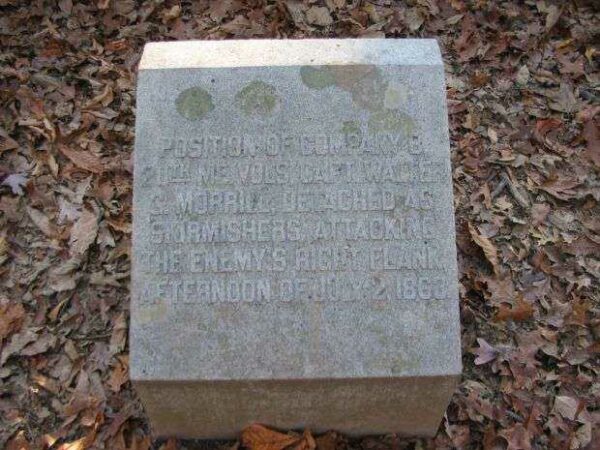 POSITION OF COMPANY B
20TH ME VOLS CAPT. WALTER
G. MORRILL, DETACHED AS
SKIRMISHERS, ATTACKING
THE ENEMY'S RIGHT FLANK
AFTERNOON OF JULY 2 1863